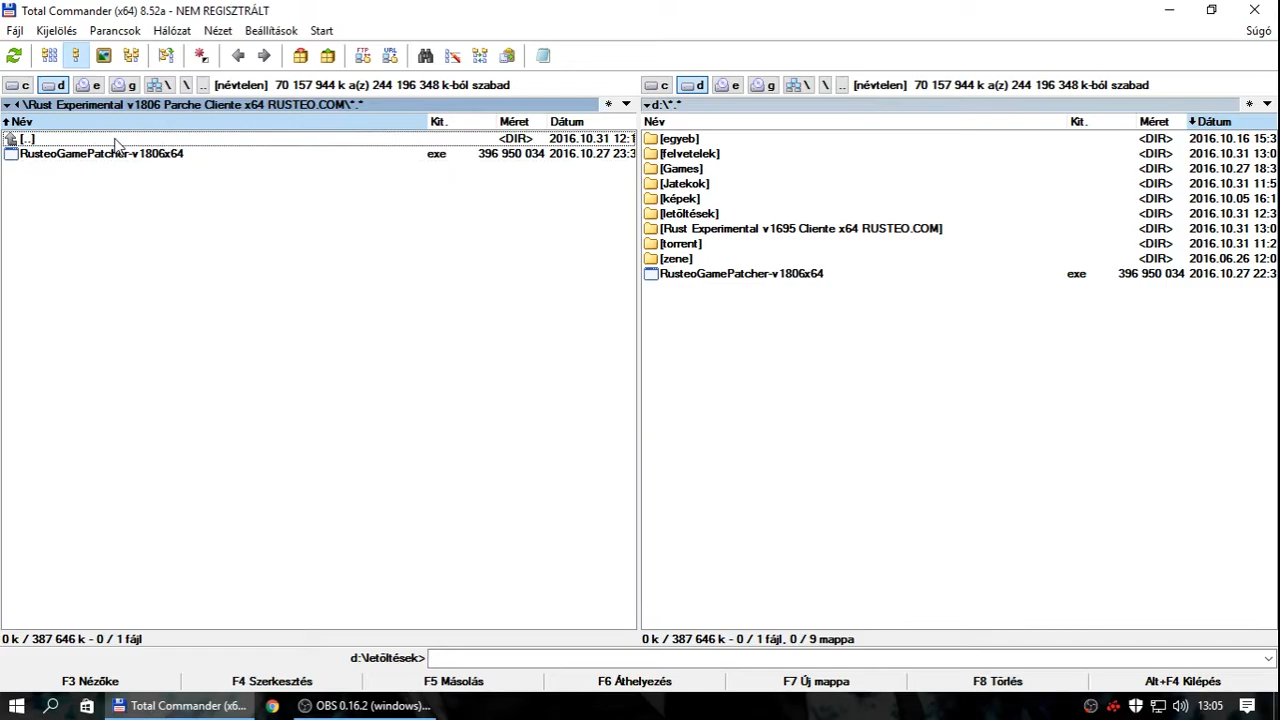 Total Commander (x64) 8.52a - NEM REGISZTRÁLT
Fájl Kijelölés Parancsok Hálózat Nézet Beállítások Start Súgó
FTP URL
c d e g \ \ .. [névtelen] 70 157 944 k a(z) 244 196 348 k-ból szabad
c d e g \ \ .. [névtelen] 70 157 944 k a(z) 244 196 348 k-ból szabad
\Rust Experimental v1806 Parche Cliente x64 RUSTEO.COM\*.* *
d:\*.* *
Név Kit. Méret Dátum
[..] <DIR> 2016.10.31 12:1
RusteoGamePatcher-v1806x64 exe 396 950 034 2016.10.27 23:3
Név Kit. Méret Dátum
[egyeb] <DIR> 2016.10.16 15:3
[felvetelek] <DIR> 2016.10.31 13:0
[Games] <DIR> 2016.10.27 18:3
[Jatekok] <DIR> 2016.10.31 11:5
[képek] <DIR> 2016.10.05 16:1
[letöltések] <DIR> 2016.10.31 12:3
[Rust Experimental v1695 Cliente x64 RUSTEO.COM] <DIR> 2016.10.31 13:0
[torrent] <DIR> 2016.10.31 11:2
[zene] <DIR> 2016.06.26 12:0
RusteoGamePatcher-v1806x64 exe 396 950 034 2016.10.27 22:3
0 k / 387 646 k - 0 / 1 fájl
0 k / 387 646 k - 0 / 1 fájl, 0 / 9 mappa
d:\letöltések>
F3 Nézőke F4 Szerkesztés F5 Másolás F6 Áthelyezés F7 Új mappa F8 Törlés Alt+F4 Kilépés
Total Commander (x6... OBS 0.16.2 (windows)... 13:05